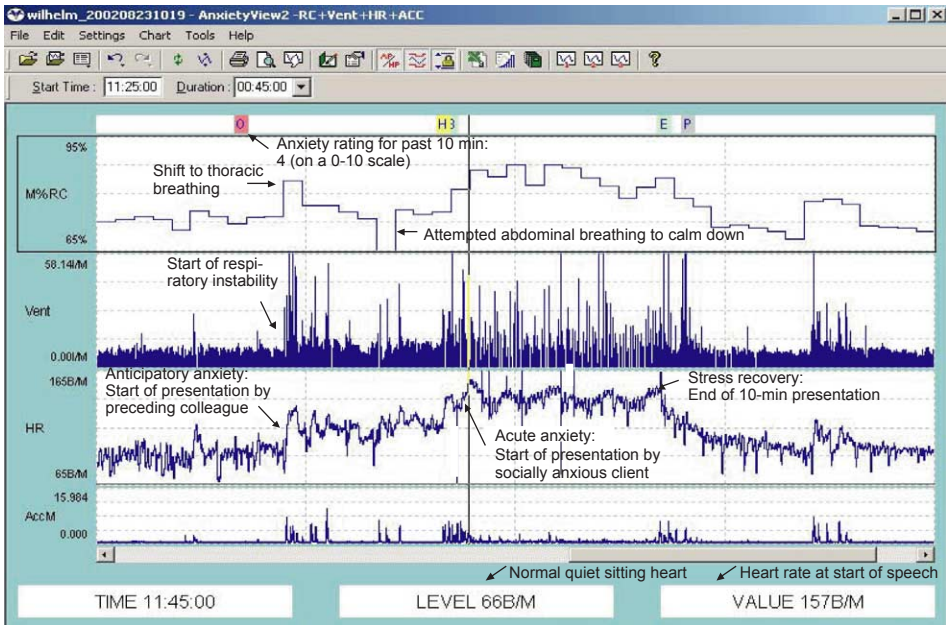 wilhelm_200208231019 - AnxietyView2 -RC+Vent+HR+ACC
File Edit Settings Chart Tools Help
Start Time : 11:25:00 Duration : 00:45:00
O H3 E P
Anxiety rating for past 10 min:
4 (on a 0-10 scale)
Shift to thoracic
breathing
95%
M%RC
65%
Attempted abdominal breathing to calm down
58.14l/M
Start of respi-
ratory instability
Vent
0.00l/M
165B/M
Anticipatory anxiety:
Start of presentation by
preceding colleague
Stress recovery:
End of 10-min presentation
HR
Acute anxiety:
Start of presentation by
socially anxious client
65B/M
15.984
AccM
0.000
Normal quiet sitting heart
Heart rate at start of speech
TIME 11:45:00
LEVEL 66B/M
VALUE 157B/M